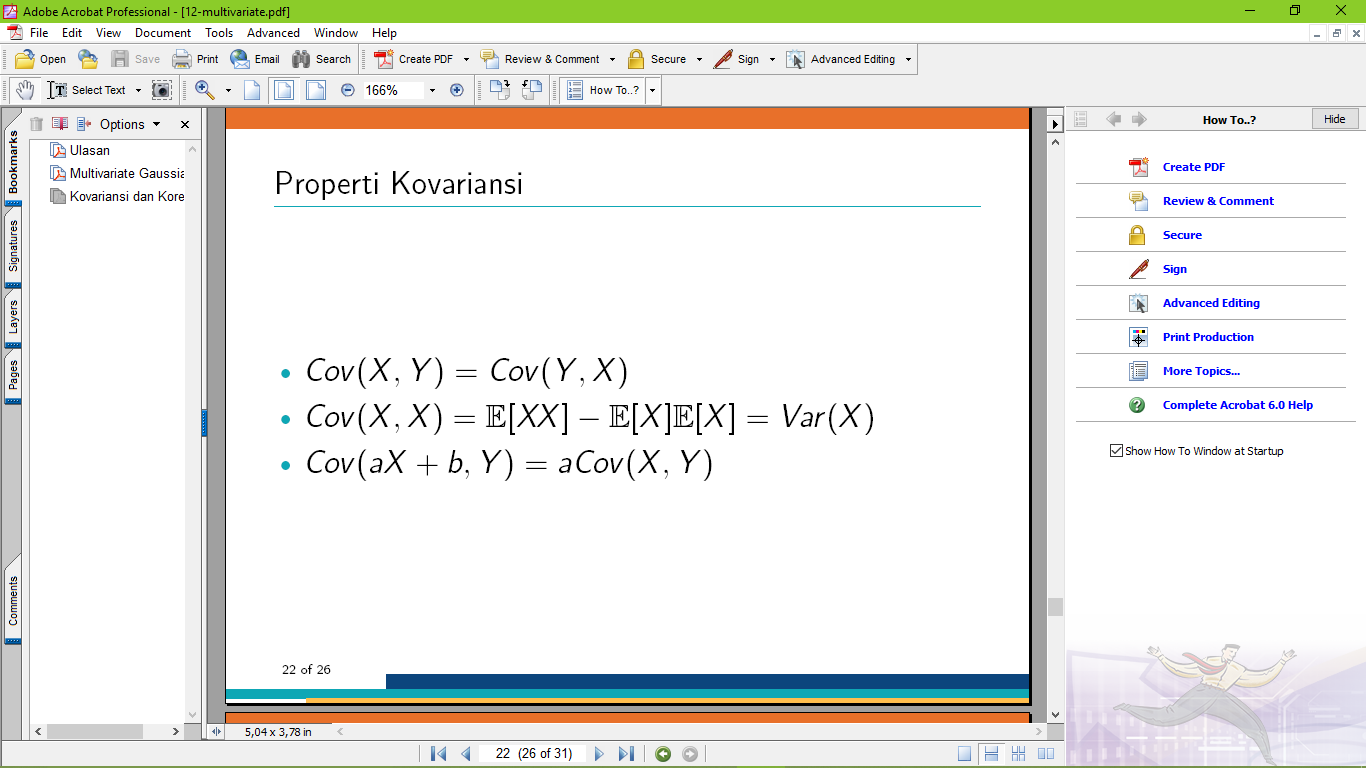 Adobe Acrobat Professional - [12-multivariate.pdf]
File Edit View Document Tools Advanced Window Help
Open Save Print Email Search Create PDF Review & Comment Secure Sign Advanced Editing
Select Text 166% How To..?
Options
Bookmarks
Signatures
Layers
Pages
Comments
Ulasan
Multivariate Gaussia
Kovariansi dan Kore
Properti Kovariansi
• Cov(X, Y) = Cov(Y, X)
• Cov(X, X) = 𝔼[XX] − 𝔼[X]𝔼[X] = Var(X)
• Cov(aX + b, Y) = aCov(X, Y)
22 of 26
5,04 x 3,78 in
22 (26 of 31)
How To..? Hide
Create PDF
Review & Comment
Secure
Sign
Advanced Editing
Print Production
More Topics...
Complete Acrobat 6.0 Help
Show How To Window at Startup